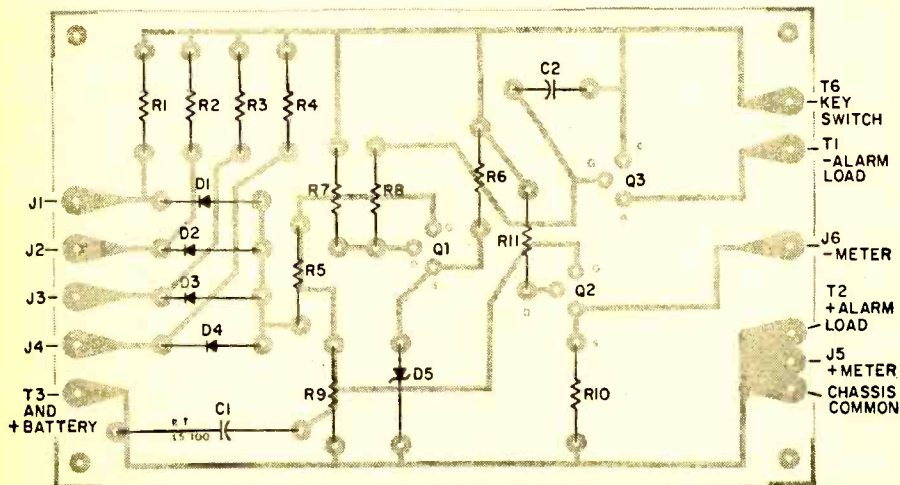 R1
R2
R3
R4
C2
T6
KEY
SWITCH
T1
-ALARM
LOAD
R7
R8
R6
Q3
D1
J1
D2
J2
R5
Q1
R11
J6
-METER
D3
J3
Q2
T2
+ALARM
LOAD
D4
J4
R9
D5
R10
J5
+METER
T3
AND
+BATTERY
C1
CHASSIS
COMMON
15 100